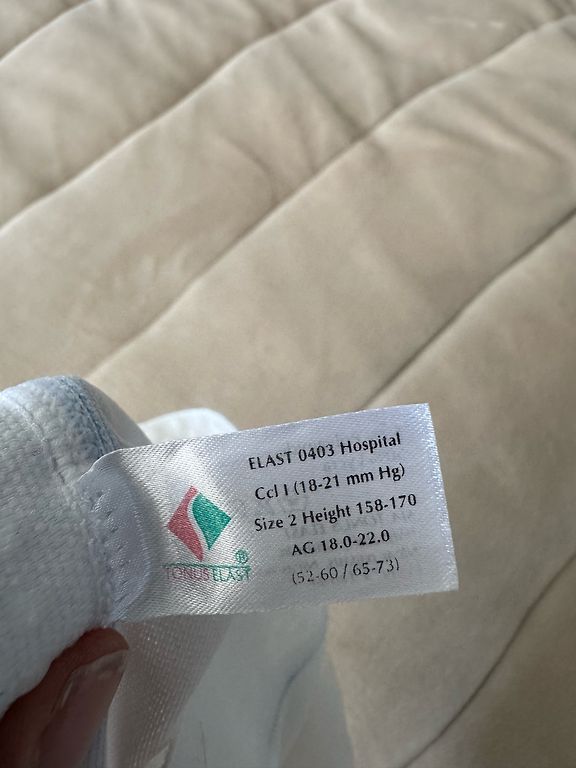 ELAST 0403 Hospital
Ccl I (18-21 mm Hg)
Size 2 Height 158-170
AG 18.0-22.0
(52-60 / 65-73)
®
TONUS ELAST